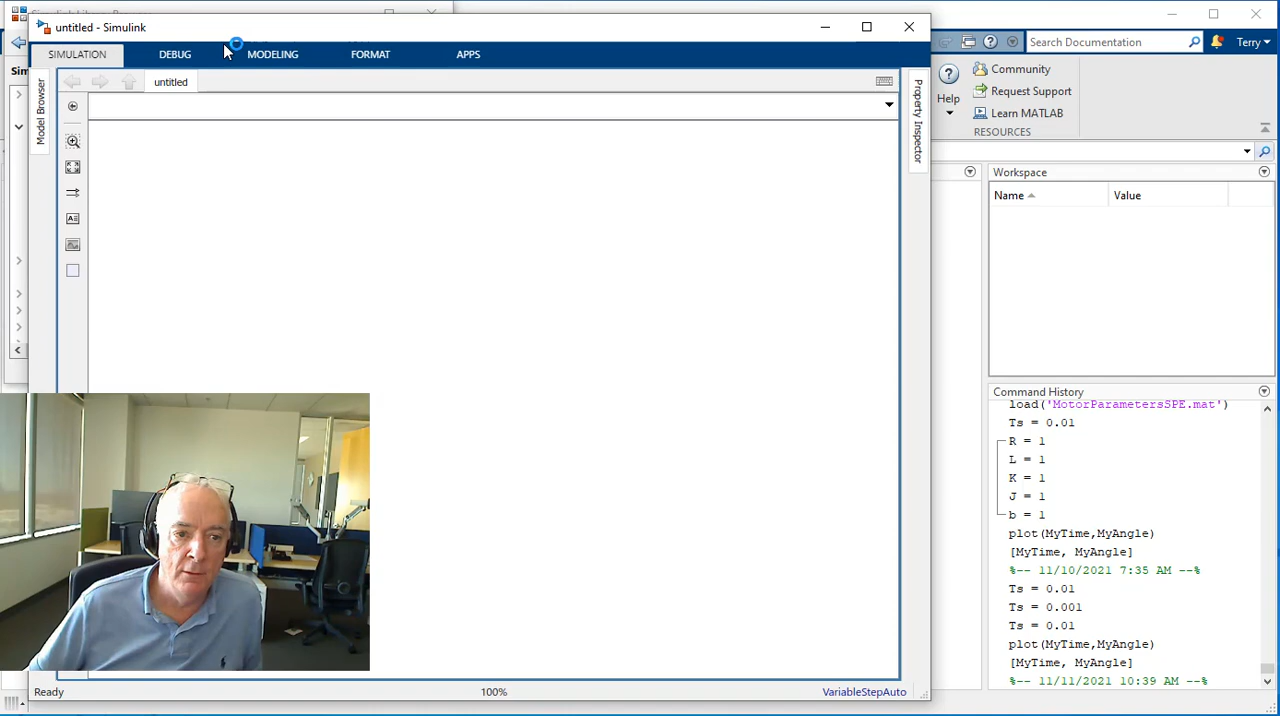 untitled - Simulink
SIMULATION
DEBUG
MODELING
FORMAT
APPS
untitled
Model Browser
Property Inspector
Sim
Ready
100%
VariableStepAuto
Search Documentation
Terry
Help
Community
Request Support
Learn MATLAB
RESOURCES
Workspace
Name
Value
Command History
load('MotorParametersSPE.mat')
Ts = 0.01
R = 1
L = 1
K = 1
J = 1
b = 1
plot(MyTime,MyAngle)
[MyTime, MyAngle]
%-- 11/10/2021 7:35 AM --%
Ts = 0.01
Ts = 0.001
Ts = 0.01
plot(MyTime,MyAngle)
[MyTime, MyAngle]
%-- 11/11/2021 10:39 AM --%